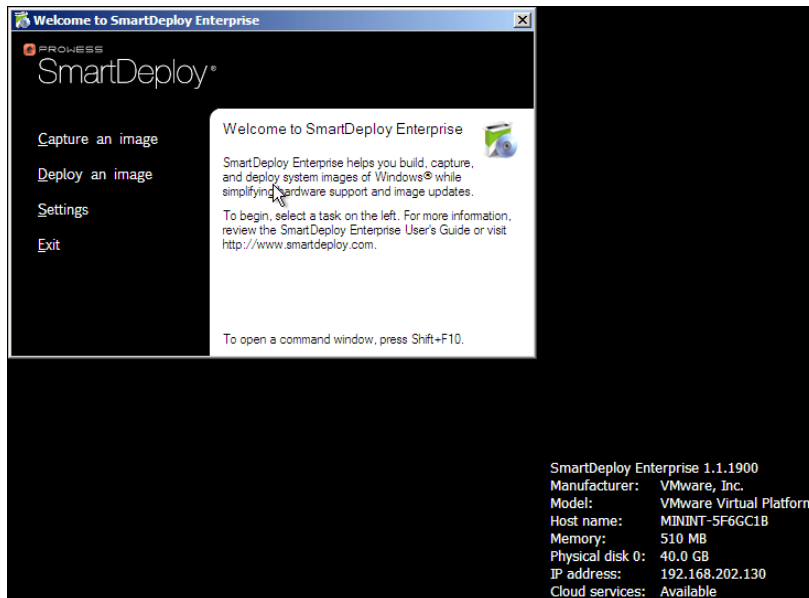 Welcome to SmartDeploy Enterprise
PROWESS
SmartDeploy®
Capture an image
Deploy an image
Settings
Exit
Welcome to SmartDeploy Enterprise
SmartDeploy Enterprise helps you build, capture,
and deploy system images of Windows® while
simplifying hardware support and image updates.
To begin, select a task on the left. For more information,
review the SmartDeploy Enterprise User's Guide or visit
http://www.smartdeploy.com.
To open a command window, press Shift+F10.
SmartDeploy Enterprise 1.1.1900
Manufacturer: VMware, Inc.
Model: VMware Virtual Platform
Host name: MININT-5F6GC1B
Memory: 510 MB
Physical disk 0: 40.0 GB
IP address: 192.168.202.130
Cloud services: Available